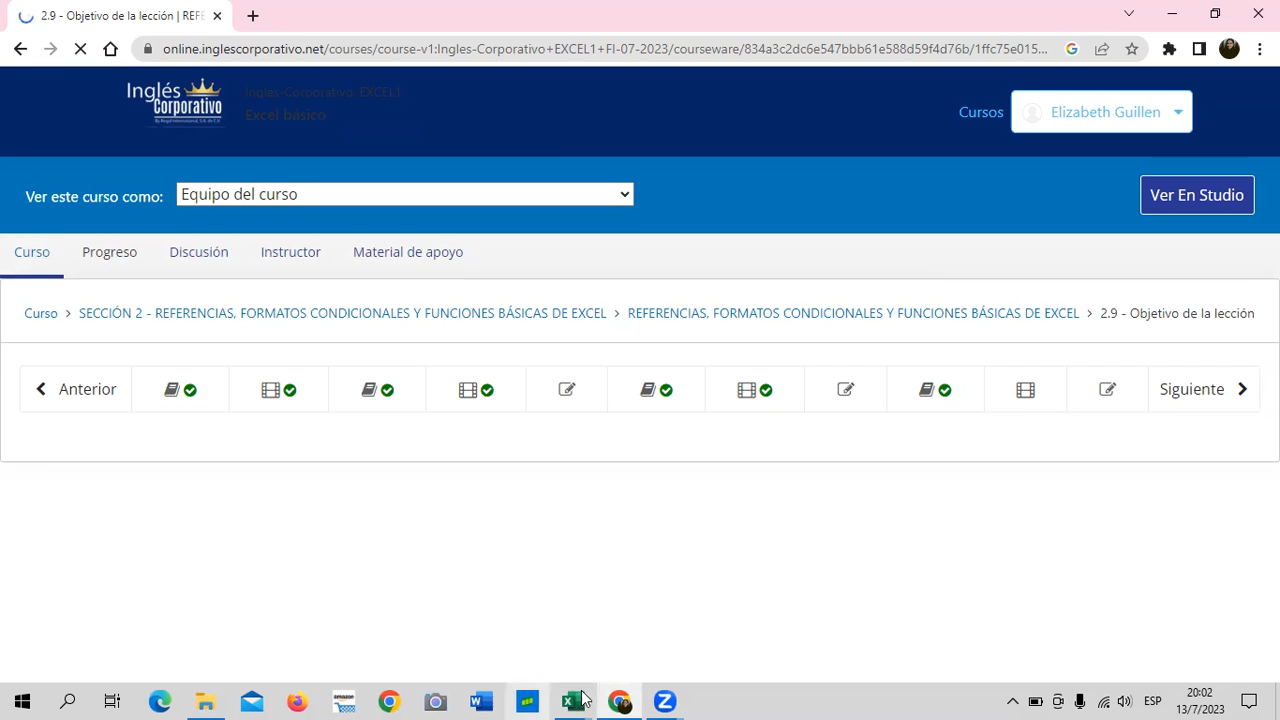 2.9 - Objetivo de la lección | REFE
online.inglescorporativo.net/courses/course-v1:Ingles-Corporativo+EXCEL1+FI-07-2023/courseware/834a3c2dc5e547bbb61e588d59f4d76b/1ffc75e015...
Inglés
Corporativo
Ingles-Corporativo: EXCEL1
Excel básico
Cursos
Elizabeth Guillen
Ver este curso como:
Equipo del curso
Ver En Studio
Curso Progreso Discusión Instructor Material de apoyo
Curso > SECCIÓN 2 - REFERENCIAS, FORMATOS CONDICIONALES Y FUNCIONES BÁSICAS DE EXCEL > REFERENCIAS, FORMATOS CONDICIONALES Y FUNCIONES BÁSICAS DE EXCEL > 2.9 - Objetivo de la lección
Anterior
Siguiente
amazon
ESP
20:02
13/7/2023